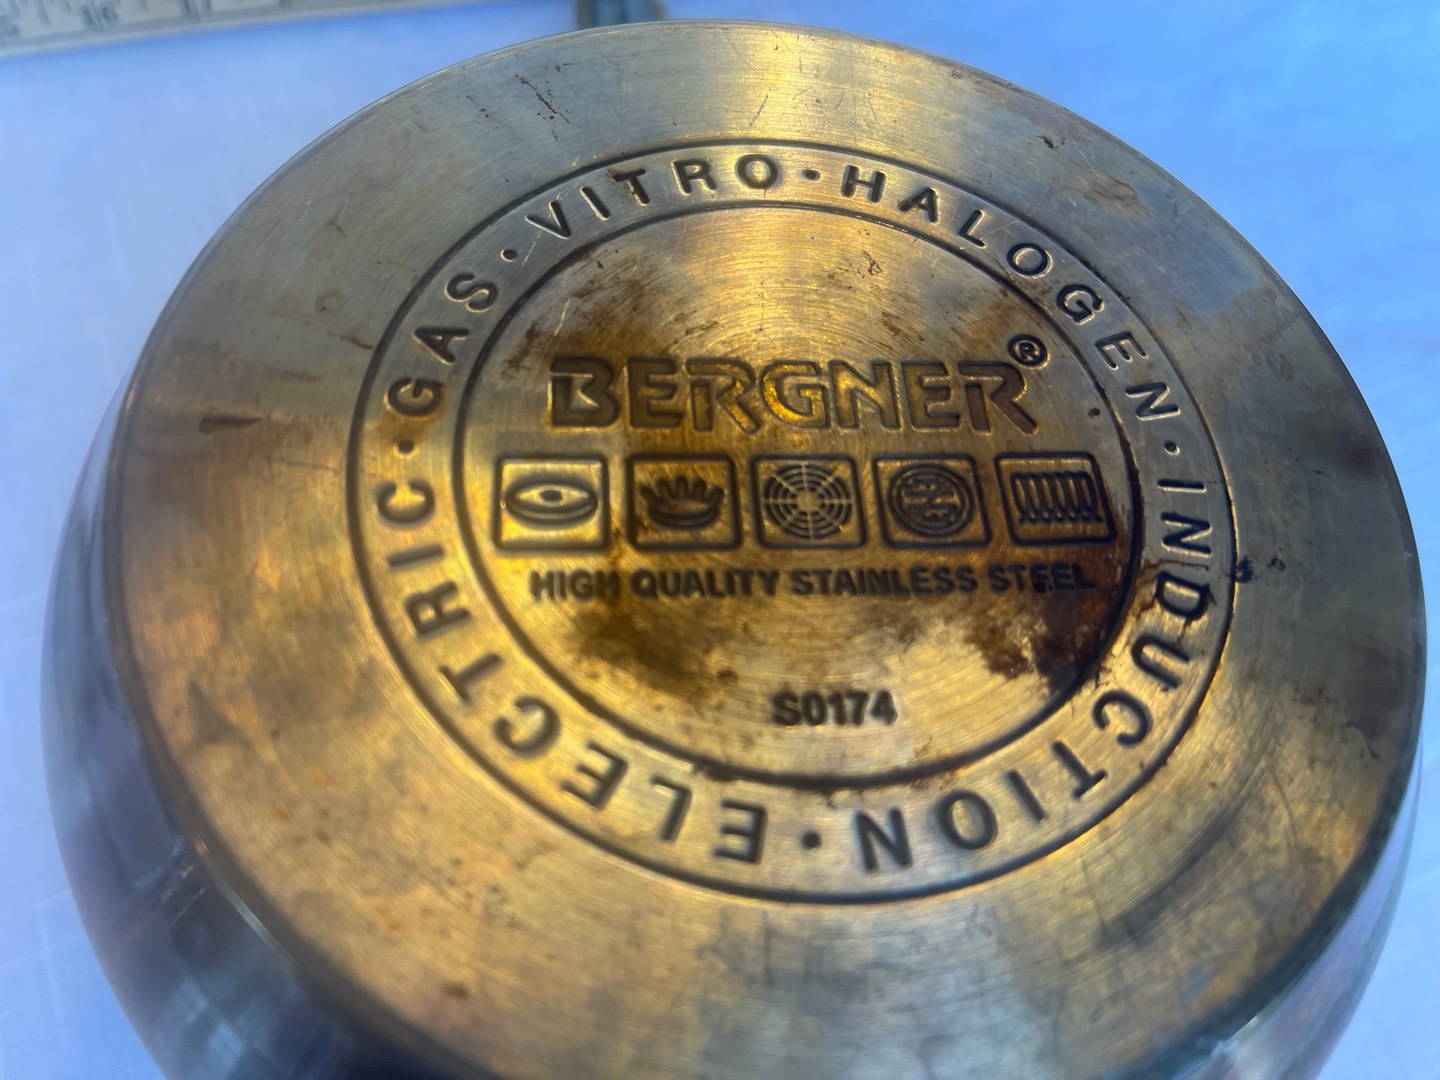 GAS · VITRO · HALOGEN · INDUCTION · ELECTRIC ·
BERGNER®
HIGH QUALITY STAINLESS STEEL
S0174